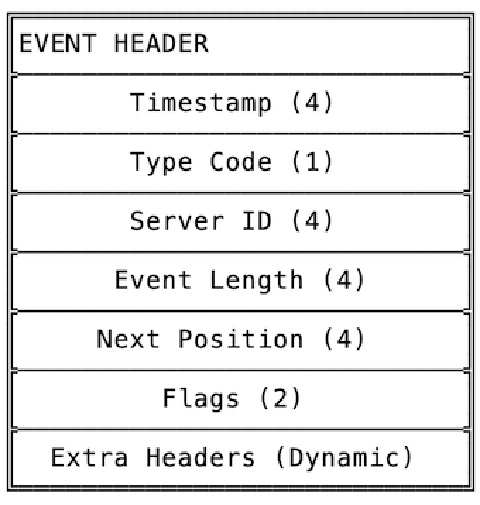 EVENT HEADER
Timestamp (4)
Type Code (1)
Server ID (4)
Event Length (4)
Next Position (4)
Flags (2)
Extra Headers (Dynamic)